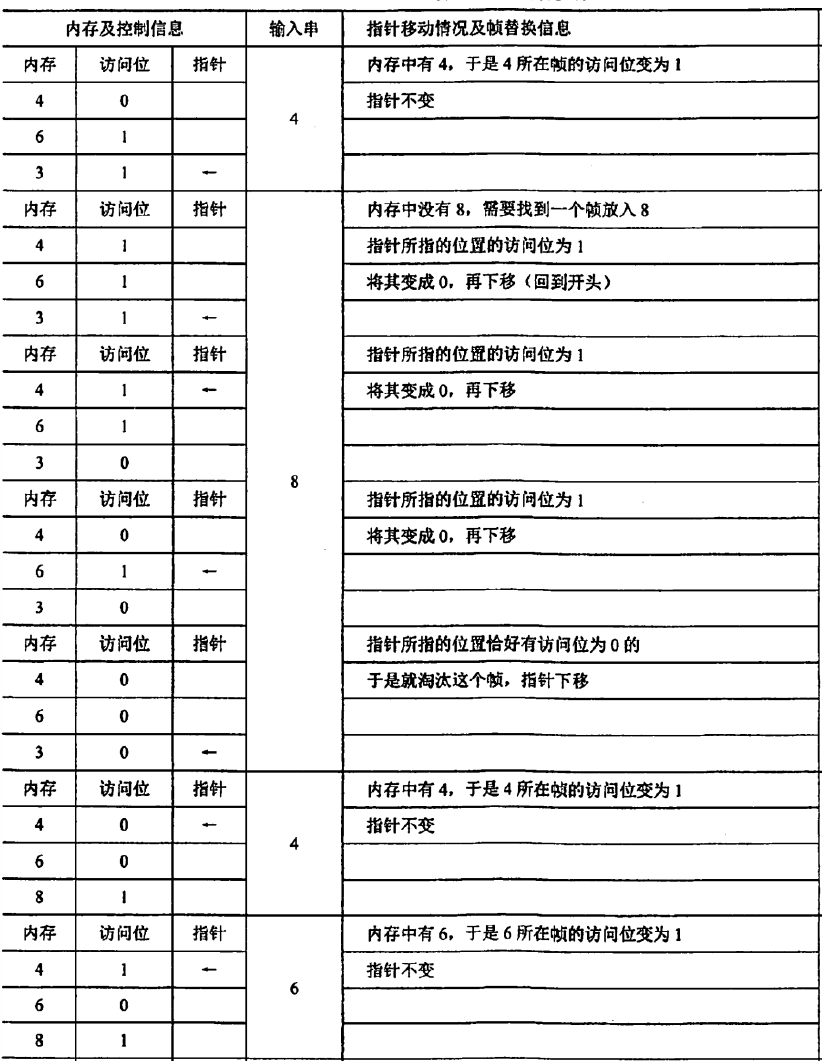 内存及控制信息 输入串 指针移动情况及帧替换信息
内存 访问位 指针 内存中有 4，于是 4 所在帧的访问位变为 1
4 0 指针不变
4
6 1
3 1 ←
内存 访问位 指针 内存中没有 8，需要找到一个帧放入 8
4 1 指针所指的位置的访问位为 1
6 1 将其变成 0，再下移（回到开头）
3 1 ←
内存 访问位 指针 指针所指的位置的访问位为 1
4 1 ← 将其变成 0，再下移
6 1
3 0
8
内存 访问位 指针 指针所指的位置的访问位为 1
4 0 将其变成 0，再下移
6 1 ←
3 0
内存 访问位 指针 指针所指的位置恰好有访问位为 0 的
4 0 于是就淘汰这个帧，指针下移
6 0
3 0 ←
内存 访问位 指针 内存中有 4，于是 4 所在帧的访问位变为 1
4 0 ← 指针不变
4
6 0
8 1
内存 访问位 指针 内存中有 6，于是 6 所在帧的访问位变为 1
4 1 ← 指针不变
6
6 0
8 1